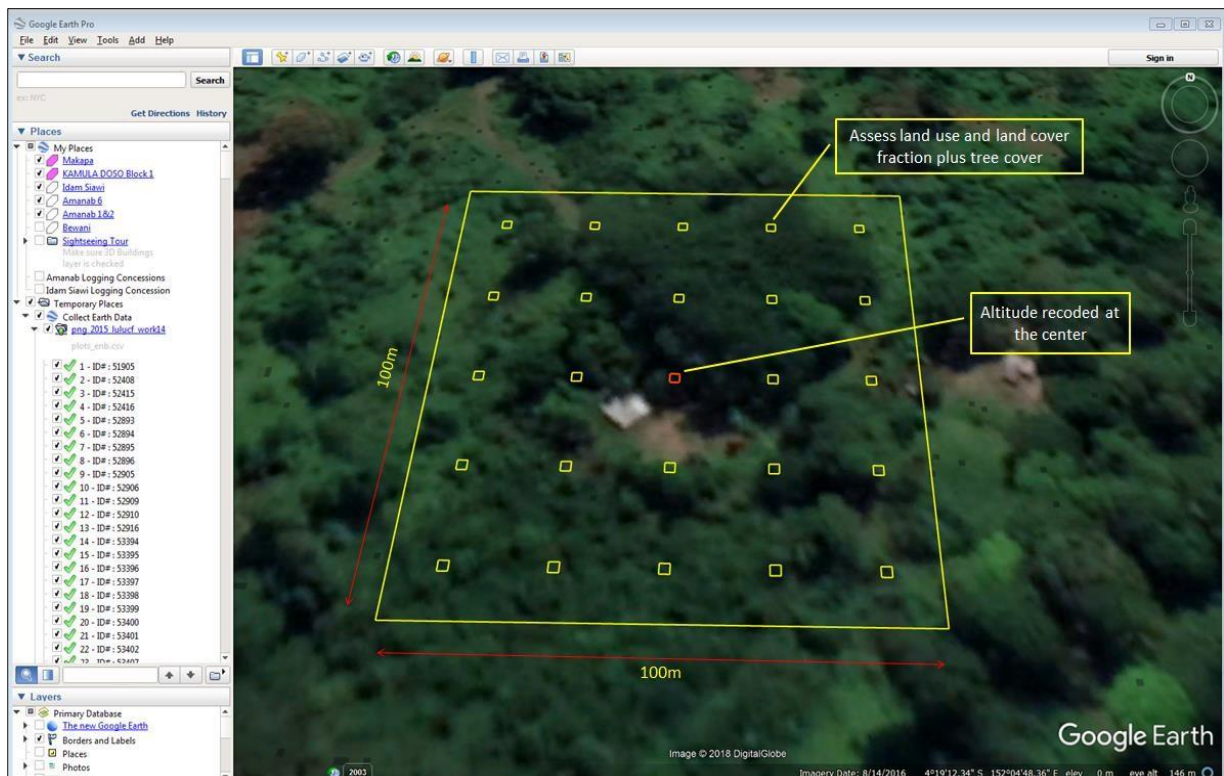 Google Earth Pro
File Edit View Tools Add Help
Search
Search
ex: NYC
Get Directions History
Places
My Places
Makapa
KAMULA DOSO Block 1
Idam Siawi
Amanab 6
Amanab 1&2
Bewani
Sightseeing Tour
Make sure 3D Buildings
layer is checked
Amanab Logging Concessions
Idam Siawi Logging Concession
Temporary Places
Collect Earth Data
png_2015_lulucf_work14
plots_enb.csv
1 - ID# : 51905
2 - ID# : 52408
3 - ID# : 52415
4 - ID# : 52416
5 - ID# : 52893
6 - ID# : 52894
7 - ID# : 52895
8 - ID# : 52896
9 - ID# : 52905
10 - ID# : 52906
11 - ID# : 52909
12 - ID# : 52910
13 - ID# : 52916
14 - ID# : 53394
15 - ID# : 53395
16 - ID# : 53396
17 - ID# : 53397
18 - ID# : 53398
19 - ID# : 53399
20 - ID# : 53400
21 - ID# : 53401
22 - ID# : 53402
23 - ID# : 53407
Layers
Primary Database
The new Google Earth
Borders and Labels
Places
Photos
Sign in
N
Assess land use and land cover
fraction plus tree cover
Altitude recoded at
the center
100m
100m
Google Earth
Image © 2018 DigitalGlobe
2003
Imagery Date: 8/14/2016 4°19'12.34" S 152°04'48.36" E elev 0 m eye alt 146 m